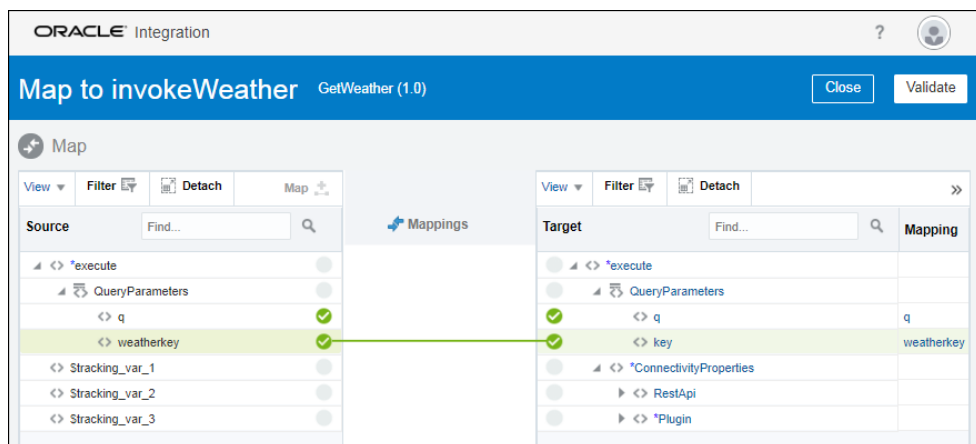 ORACLE Integration ?
Map to invokeWeather GetWeather (1.0) Close Validate
Map
View Filter Detach Map
Source Find...
*execute
QueryParameters
q
weatherkey
$tracking_var_1
$tracking_var_2
$tracking_var_3
Mappings
View Filter Detach »
Target Find... Mapping
*execute
QueryParameters
q q
key weatherkey
*ConnectivityProperties
RestApi
*Plugin